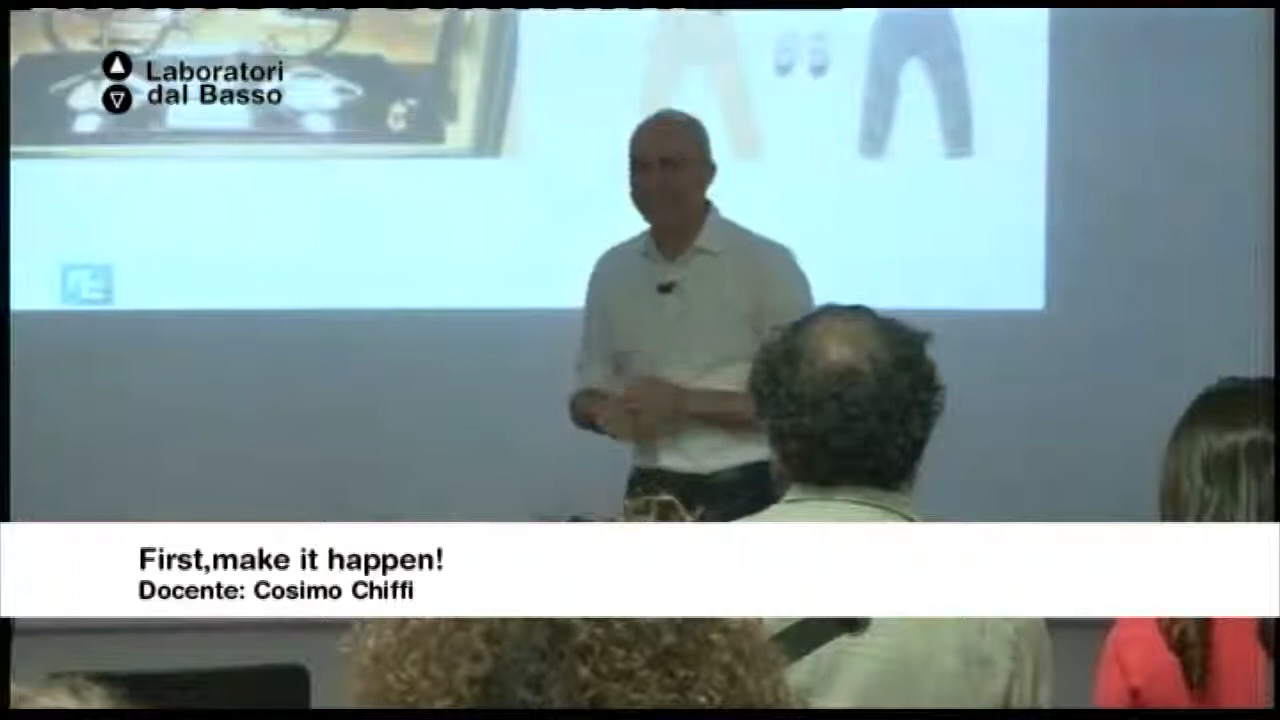 Laboratori
dal Basso
First,make it happen!
Docente: Cosimo Chiffi